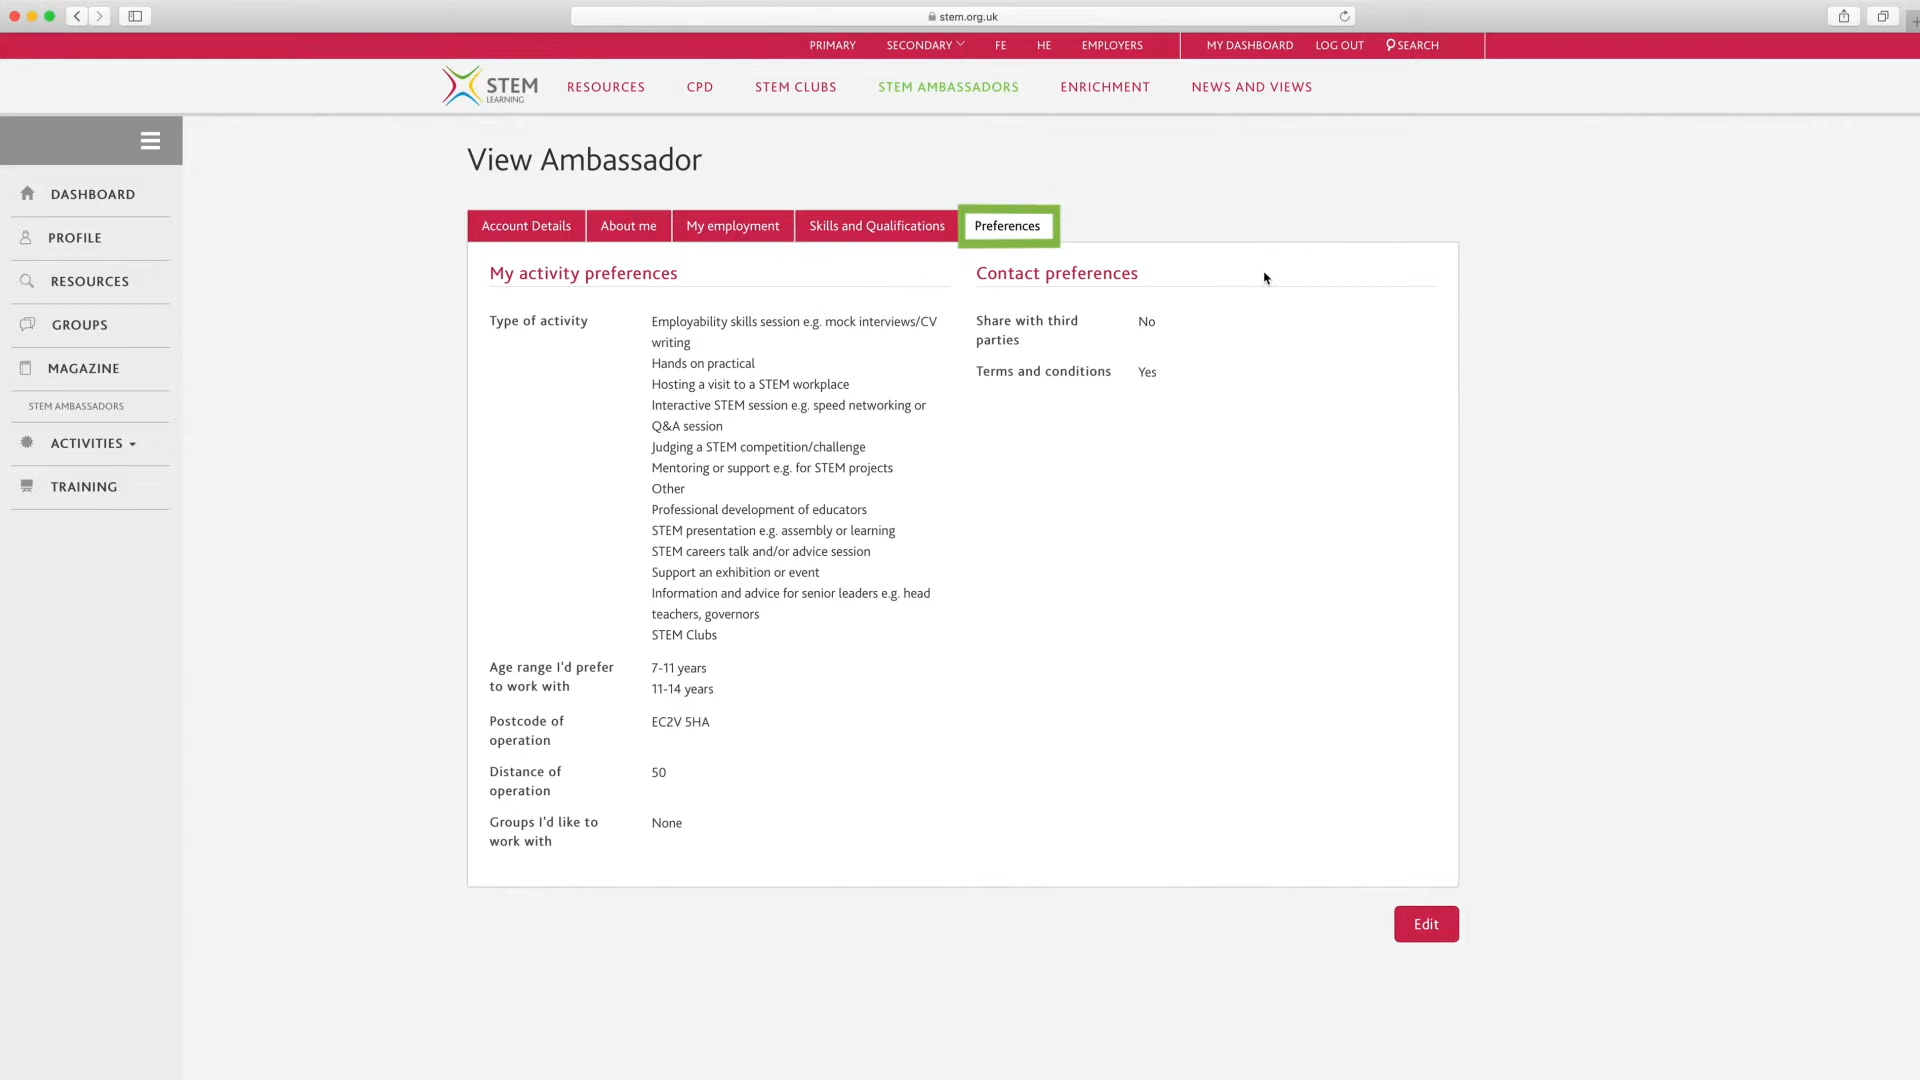 stem.org.uk
PRIMARY SECONDARY FE HE EMPLOYERS MY DASHBOARD LOG OUT SEARCH
STEM LEARNING RESOURCES CPD STEM CLUBS STEM AMBASSADORS ENRICHMENT NEWS AND VIEWS
DASHBOARD
PROFILE
RESOURCES
GROUPS
MAGAZINE
STEM AMBASSADORS
ACTIVITIES
TRAINING
View Ambassador
Account Details About me My employment Skills and Qualifications Preferences
My activity preferences
Type of activity
Employability skills session e.g. mock interviews/CV
writing
Hands on practical
Hosting a visit to a STEM workplace
Interactive STEM session e.g. speed networking or
Q&A session
Judging a STEM competition/challenge
Mentoring or support e.g. for STEM projects
Other
Professional development of educators
STEM presentation e.g. assembly or learning
STEM careers talk and/or advice session
Support an exhibition or event
Information and advice for senior leaders e.g. head
teachers, governors
STEM Clubs
Age range I'd prefer
to work with
7-11 years
11-14 years
Postcode of
operation
EC2V 5HA
Distance of
operation
50
Groups I'd like to
work with
None
Contact preferences
Share with third
parties
No
Terms and conditions
Yes
Edit